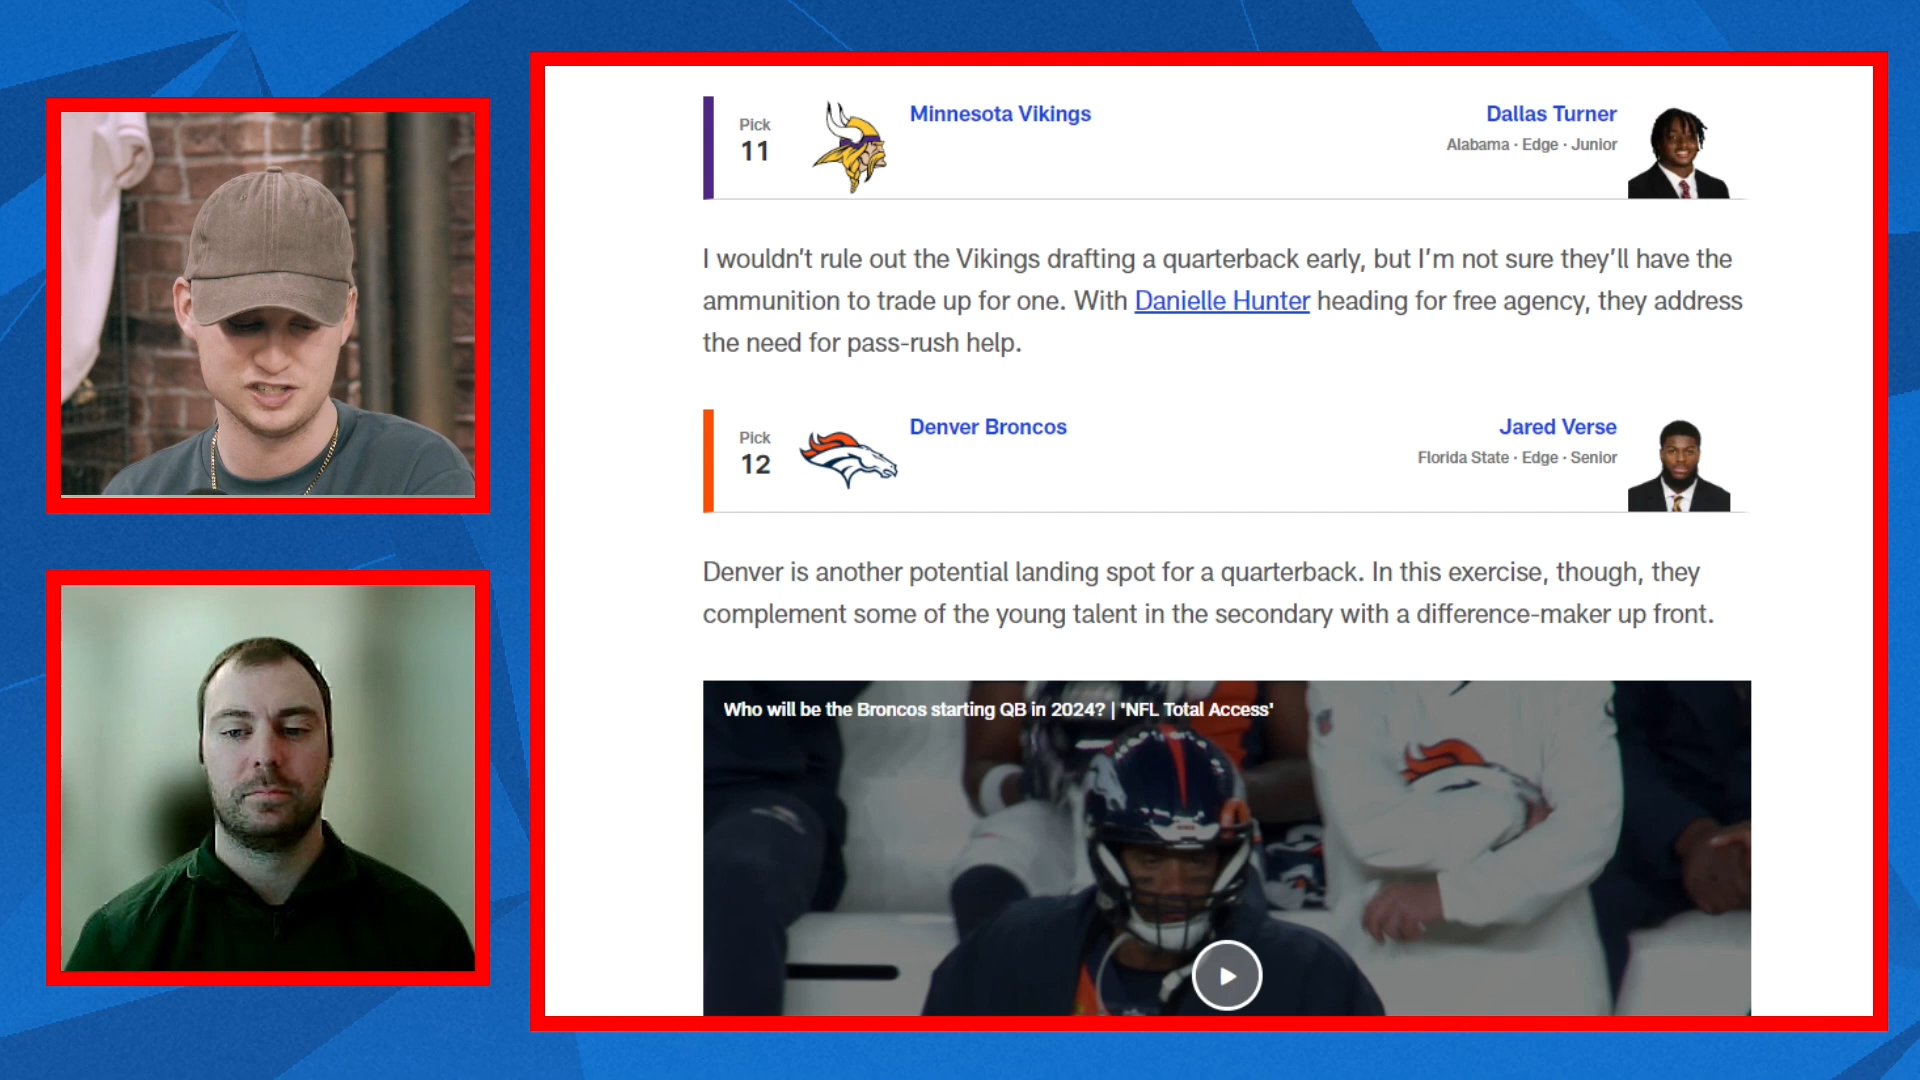 Pick
11
Minnesota Vikings
Dallas Turner
Alabama · Edge · Junior
I wouldn’t rule out the Vikings drafting a quarterback early, but I’m not sure they’ll have the
ammunition to trade up for one. With Danielle Hunter heading for free agency, they address
the need for pass-rush help.
Pick
12
Denver Broncos
Jared Verse
Florida State · Edge · Senior
Denver is another potential landing spot for a quarterback. In this exercise, though, they
complement some of the young talent in the secondary with a difference-maker up front.
Who will be the Broncos starting QB in 2024? | 'NFL Total Access'